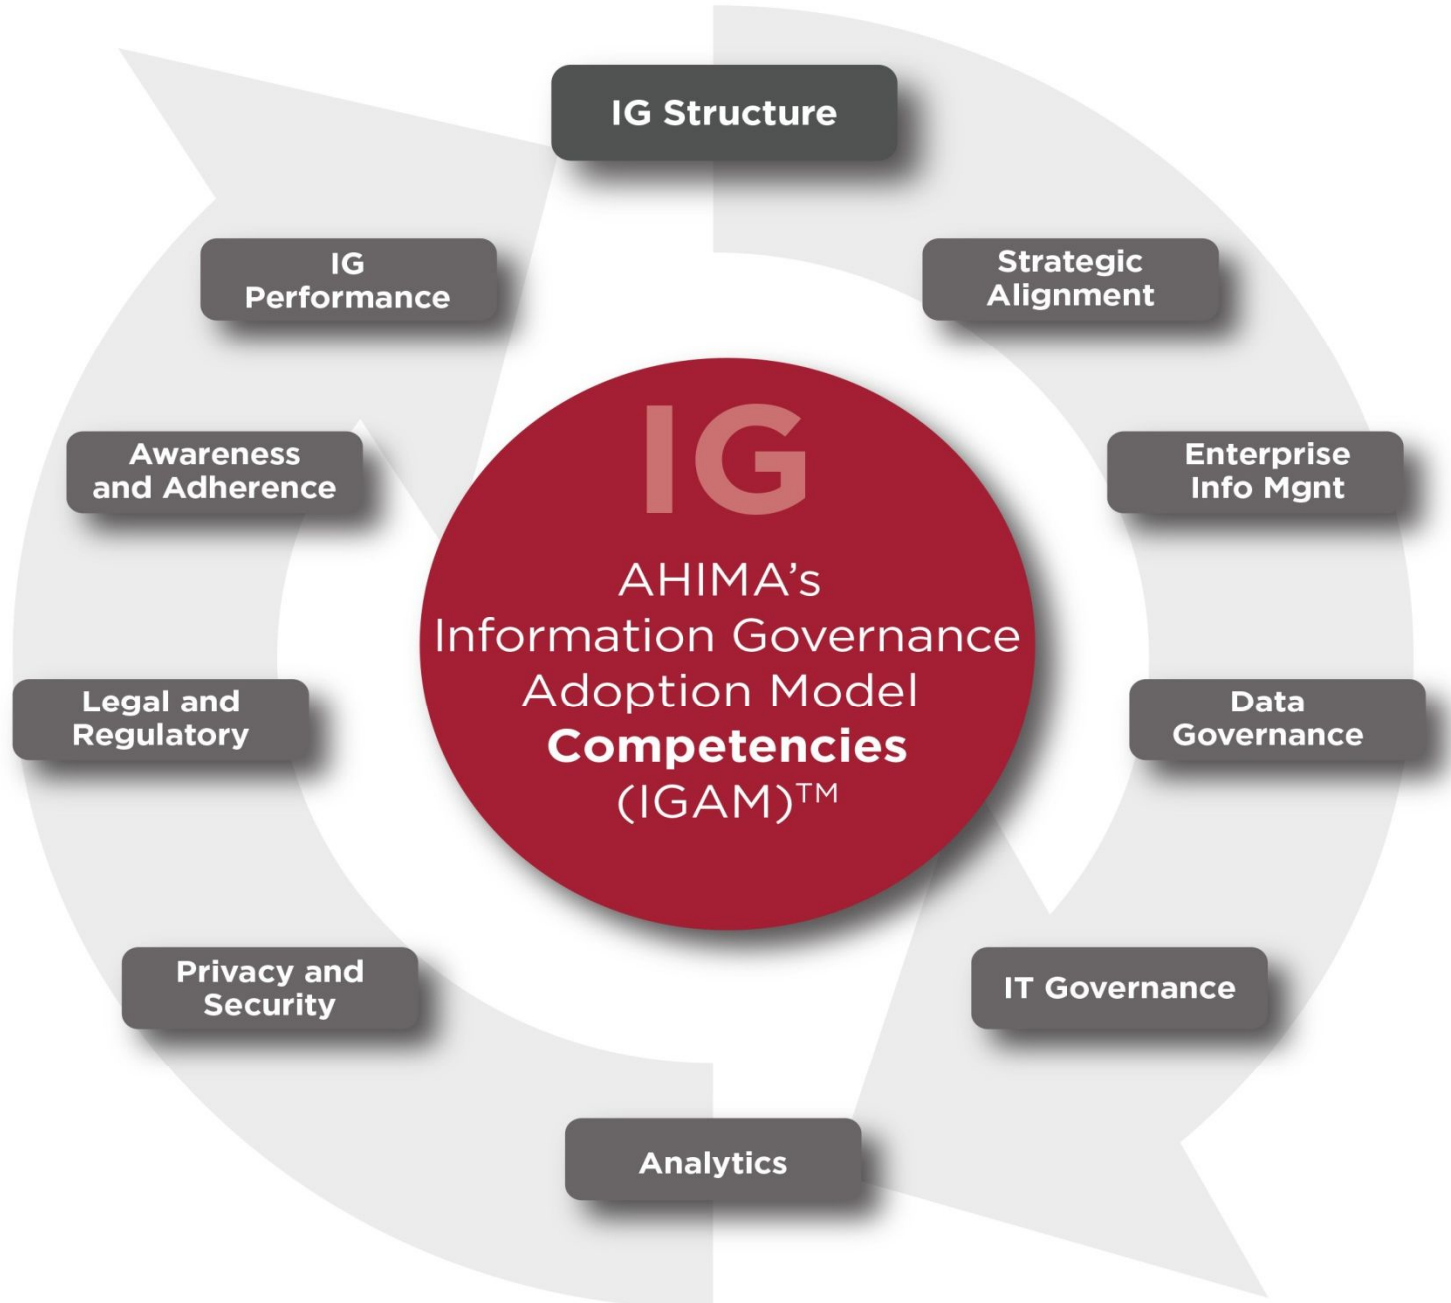 IG Structure
Strategic
Alignment
Enterprise
Info Mgnt
Data
Governance
IT Governance
Analytics
Privacy and
Security
Legal and
Regulatory
Awareness
and Adherence
IG
Performance
IG
AHIMA’s
Information Governance
Adoption Model
Competencies
(IGAM)™